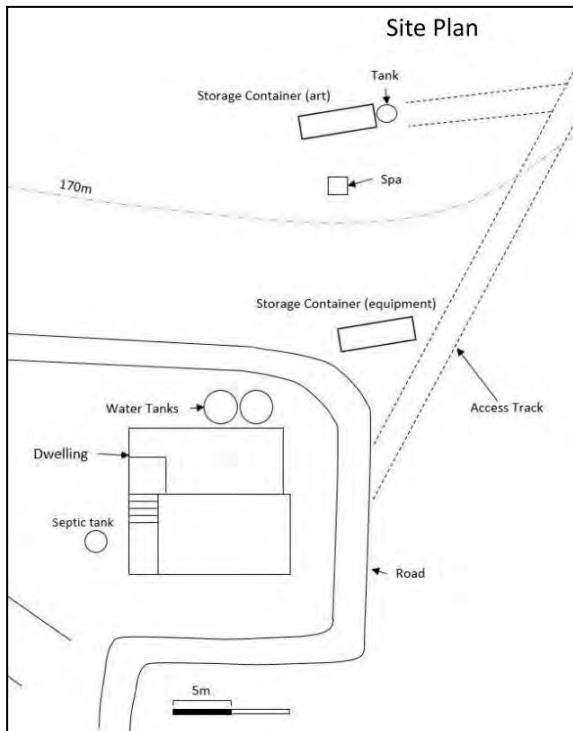 Site Plan
Tank
Storage Container (art)
Spa
170m
Storage Container (equipment)
Access Track
Water Tanks
Dwelling
Septic tank
Road
5m